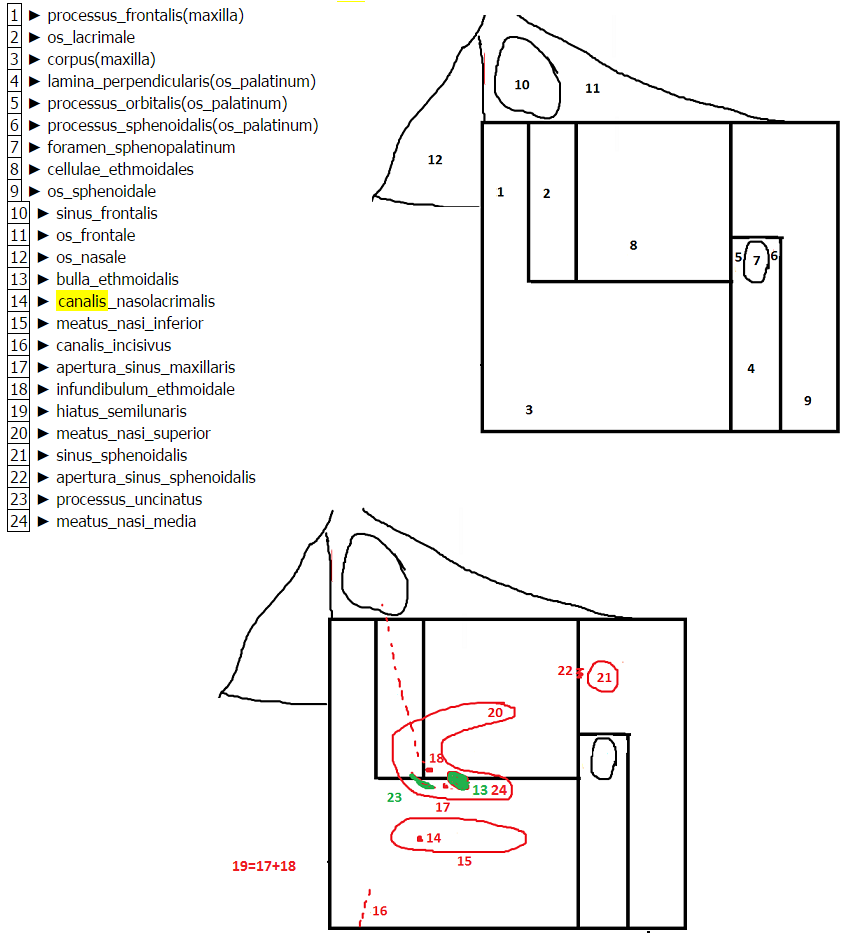 1 ► processus_frontalis(maxilla)
2 ► os_lacrimale
3 ► corpus(maxilla)
4 ► lamina_perpendicularis(os_palatinum)
5 ► processus_orbitalis(os_palatinum)
6 ► processus_sphenoidalis(os_palatinum)
7 ► foramen_sphenopalatinum
8 ► cellulae_ethmoidales
9 ► os_sphenoidale
10 ► sinus_frontalis
11 ► os_frontale
12 ► os_nasale
13 ► bulla_ethmoidalis
14 ► canalis_nasolacrimalis
15 ► meatus_nasi_inferior
16 ► canalis_incisivus
17 ► apertura_sinus_maxillaris
18 ► infundibulum_ethmoidale
19 ► hiatus_semilunaris
20 ► meatus_nasi_superior
21 ► sinus_sphenoidalis
22 ► apertura_sinus_sphenoidalis
23 ► processus_uncinatus
24 ► meatus_nasi_media
10 11
12
1 2
8
5 7 6
4
3 9
22 21
20
18
23 13 24
17
14
15
19=17+18
16